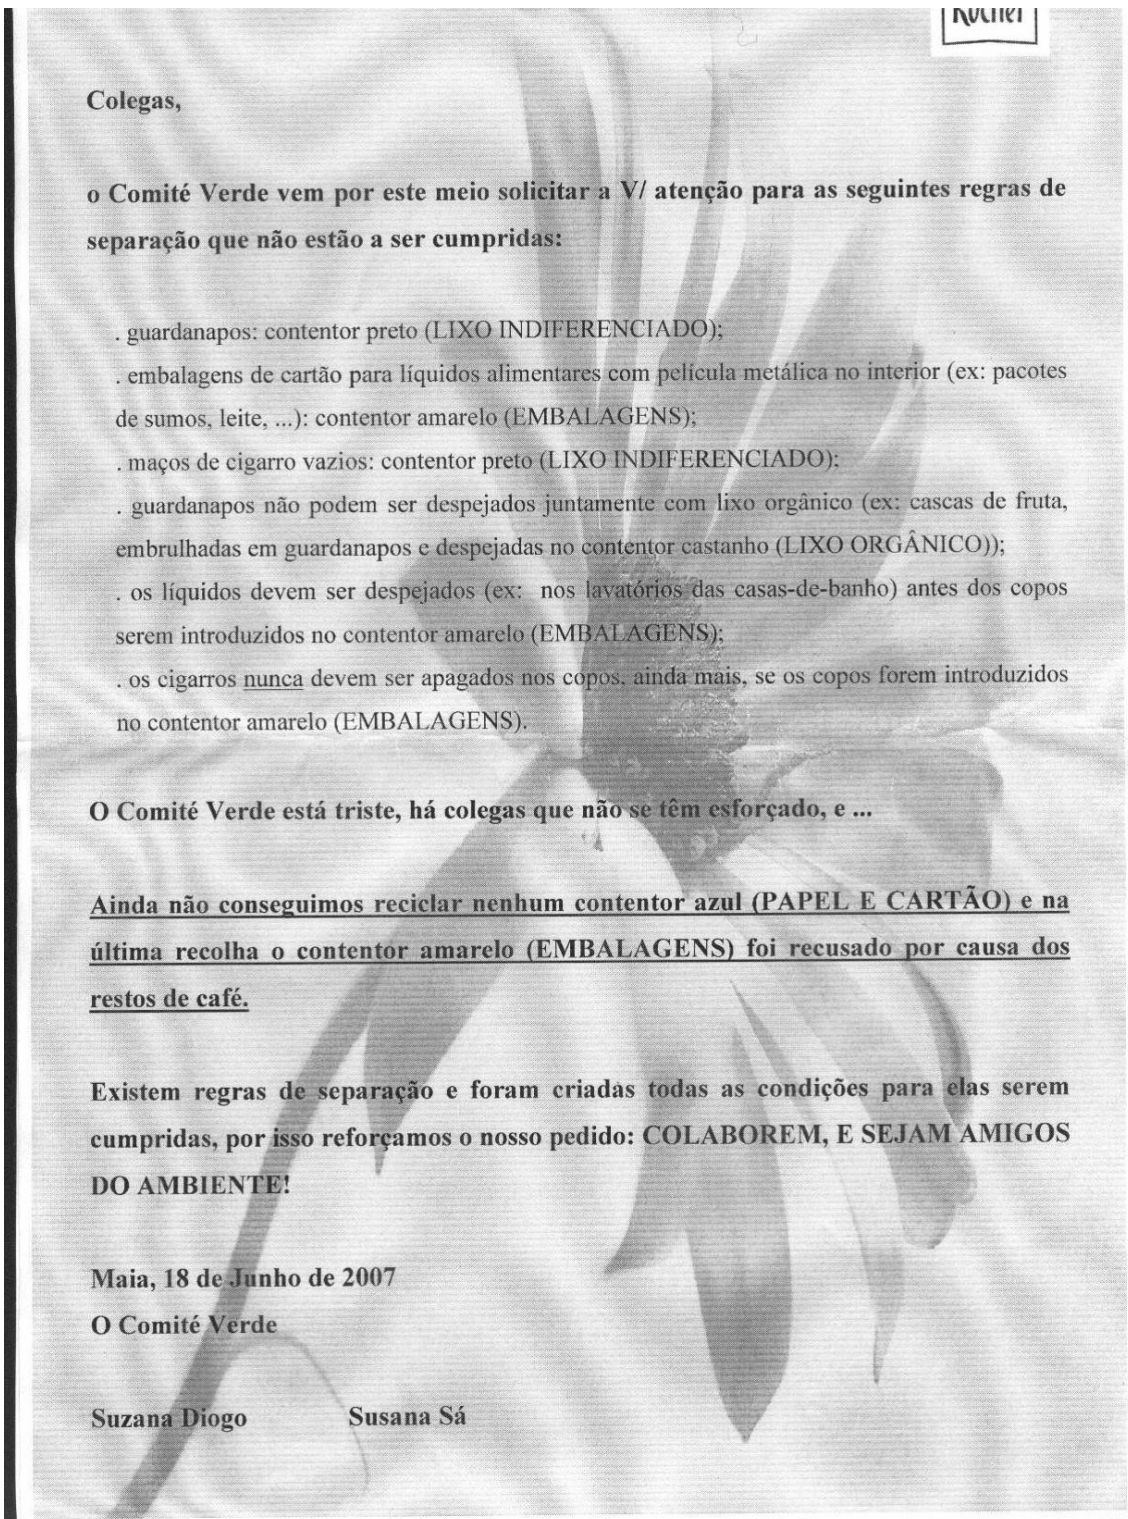 Colegas,
o Comité Verde vem por este meio solicitar a V/ atenção para as seguintes regras de
separação que não estão a ser cumpridas:
. guardanapos: contentor preto (LIXO INDIFERENCIADO);
. embalagens de cartão para líquidos alimentares com película metálica no interior (ex: pacotes
de sumos, leite, ...): contentor amarelo (EMBALAGENS);
. maços de cigarro vazios: contentor preto (LIXO INDIFERENCIADO);
. guardanapos não podem ser despejados juntamente com lixo orgânico (ex: cascas de fruta,
embrulhadas em guardanapos e despejadas no contentor castanho (LIXO ORGÂNICO));
. os líquidos devem ser despejados (ex: nos lavatórios das casas-de-banho) antes dos copos
serem introduzidos no contentor amarelo (EMBALAGENS);
. os cigarros nunca devem ser apagados nos copos, ainda mais, se os copos forem introduzidos
no contentor amarelo (EMBALAGENS).
O Comité Verde está triste, há colegas que não se têm esforçado, e ...
Ainda não conseguimos reciclar nenhum contentor azul (PAPEL E CARTÃO) e na
última recolha o contentor amarelo (EMBALAGENS) foi recusado por causa dos
restos de café.
Existem regras de separação e foram criadas todas as condições para elas serem
cumpridas, por isso reforçamos o nosso pedido: COLABOREM, E SEJAM AMIGOS
DO AMBIENTE!
Maia, 18 de Junho de 2007
O Comité Verde
Suzana Diogo Susana Sá